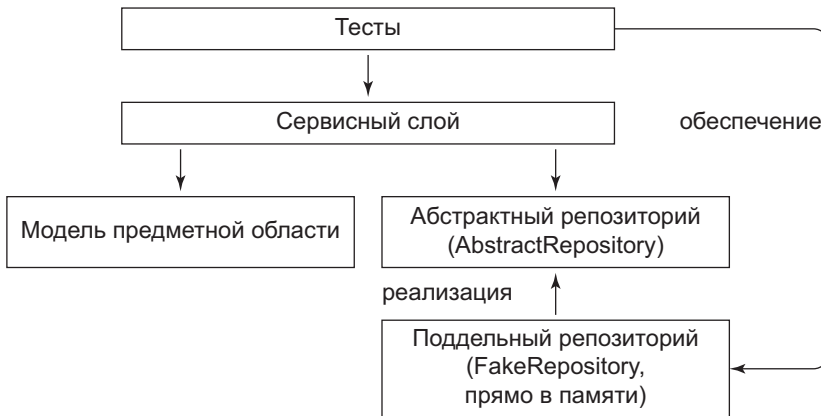 Тесты
Сервисный слой
обеспечение
Модель предметной области
Абстрактный репозиторий
(AbstractRepository)
реализация
Поддельный репозиторий
(FakeRepository,
прямо в памяти)